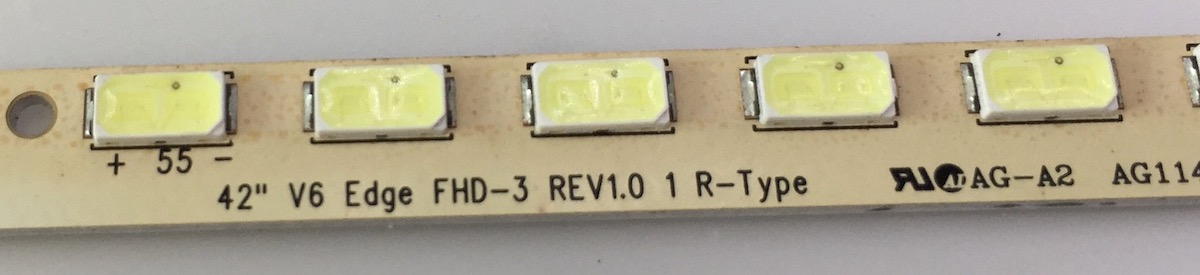 + 55 -
42" V6 Edge FHD-3 REV1.0 1 R-Type
AG-A2 AG114